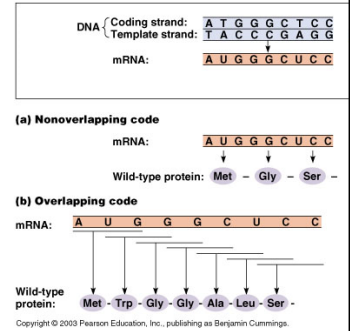 DNA { Coding strand: A T G G G C T C C
Template strand: T A C C C G A G G
mRNA: A U G G G C U C C
(a) Nonoverlapping code
mRNA: A U G G G C U C C
Wild-type protein: Met - Gly - Ser -
(b) Overlapping code
mRNA: A U G G G C U C C
Wild-type
protein: Met - Trp - Gly - Gly - Ala - Leu - Ser -
Copyright © 2003 Pearson Education, Inc., publishing as Benjamin Cummings.